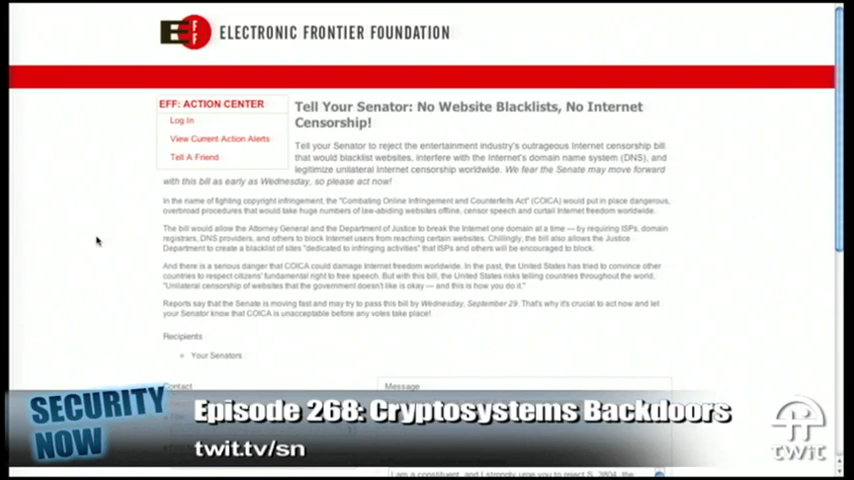 EFF
ELECTRONIC FRONTIER FOUNDATION
EFF: ACTION CENTER
Log In
View Current Action Alerts
Tell A Friend
Tell Your Senator: No Website Blacklists, No Internet
Censorship!
Tell your Senator to reject the entertainment industry's outrageous Internet censorship bill
that would blacklist websites, interfere with the Internet's domain name system (DNS), and
legitimize unilateral Internet censorship worldwide. We fear the Senate may move forward
with this bill as early as Wednesday, so please act now!
In the name of fighting copyright infringement, the "Combating Online Infringement and Counterfeits Act" (COICA) would put in place dangerous,
overbroad procedures that would take huge numbers of law-abiding websites offline, censor speech and curtail Internet freedom worldwide.
The bill would allow the Attorney General and the Department of Justice to break the Internet one domain at a time — by requiring ISPs, domain
registrars, DNS providers, and others to block Internet users from reaching certain websites. Chillingly, the bill also allows the Justice
Department to create a blacklist of sites "dedicated to infringing activities" that ISPs and others will be encouraged to block.
And there is a serious danger that COICA could damage Internet freedom worldwide. In the past, the United States has tried to convince other
countries to respect citizens' fundamental right to free speech. But with this bill, the United States risks telling countries throughout the world,
"Unilateral censorship of websites that the government doesn't like is okay — and this is how you do it."
Reports say that the Senate is moving fast and may try to pass this bill by Wednesday, September 29. That's why it's crucial to act now and let
your Senator know that COICA is unacceptable before any votes take place!
Recipients
Your Senators
Contact
Message
SECURITY
NOW
Episode 268: Cryptosystems Backdoors
twit.tv/sn
twit
I am a constituent, and I strongly urge you to reject S. 3804, the